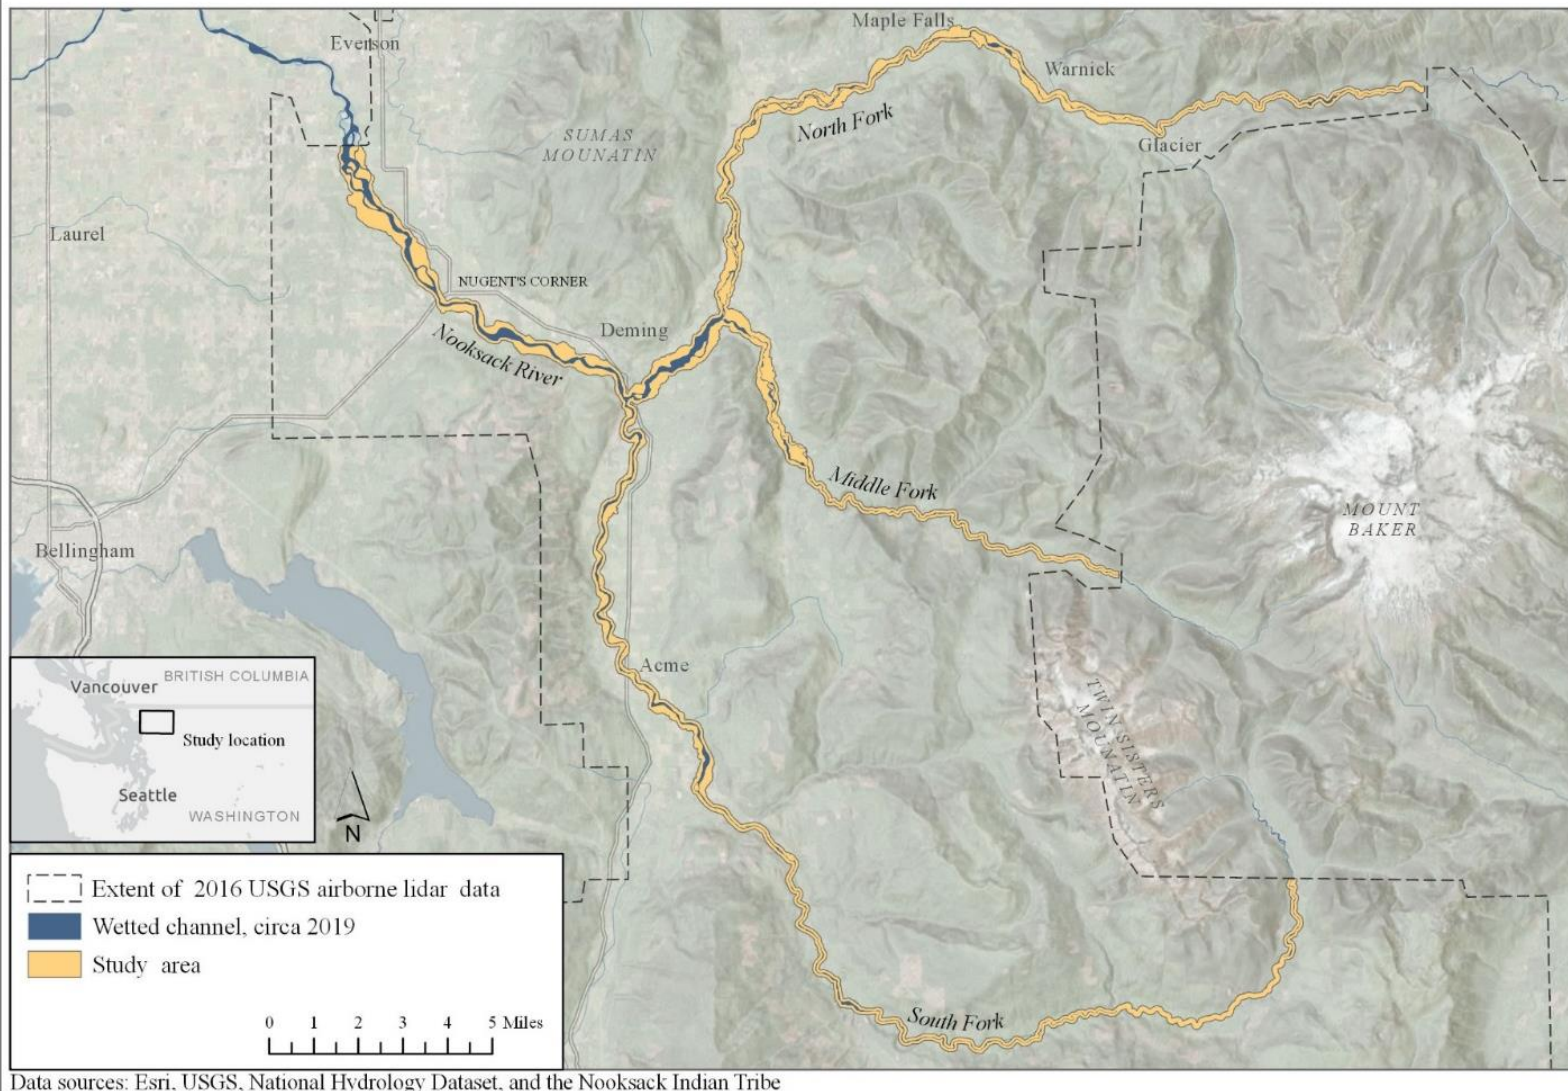 Maple Falls
Everson
Warnick
North Fork
SUMAS
MOUNATIN
Glacier
Laurel
NUGENT'S CORNER
Deming
Nooksack River
Middle Fork
MOUNT
BAKER
Bellingham
Acme
TWIN SISTERS
MOUNATIN
BRITISH COLUMBIA
Vancouver
Study location
Seattle
WASHINGTON
N
Extent of 2016 USGS airborne lidar data
Wetted channel, circa 2019
Study area
0 1 2 3 4 5 Miles
South Fork
Data sources: Esri, USGS, National Hydrology Dataset, and the Nooksack Indian Tribe